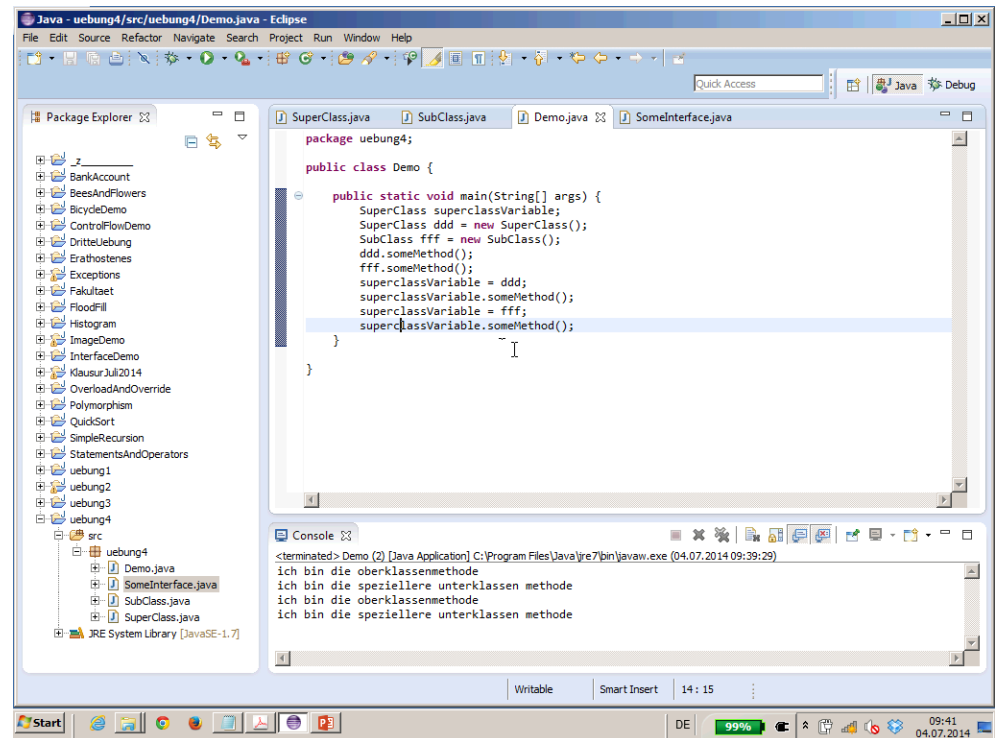 Java - uebung4/src/uebung4/Demo.java - Eclipse
File Edit Source Refactor Navigate Search Project Run Window Help
Quick Access
Java
Debug
Package Explorer
_z_________
BankAccount
BeesAndFlowers
BicycleDemo
ControlFlowDemo
DritteUebung
Erathostenes
Exceptions
Fakultaet
FloodFill
Histogram
ImageDemo
InterfaceDemo
KlausurJuli2014
OverloadAndOverride
Polymorphism
QuickSort
SimpleRecursion
StatementsAndOperators
uebung1
uebung2
uebung3
uebung4
src
uebung4
Demo.java
SomeInterface.java
SubClass.java
SuperClass.java
JRE System Library [JavaSE-1.7]
SuperClass.java SubClass.java Demo.java SomeInterface.java
package uebung4;
public class Demo {
public static void main(String[] args) {
SuperClass superclassVariable;
SuperClass ddd = new SuperClass();
SubClass fff = new SubClass();
ddd.someMethod();
fff.someMethod();
superclassVariable = ddd;
superclassVariable.someMethod();
superclassVariable = fff;
superclassVariable.someMethod();
}
}
Console
<terminated> Demo (2) [Java Application] C:\Program Files\Java\jre7\bin\javaw.exe (04.07.2014 09:39:29)
ich bin die oberklassenmethode
ich bin die speziellere unterklassen methode
ich bin die oberklassenmethode
ich bin die speziellere unterklassen methode
Writable Smart Insert 14 : 15
Start
DE 99% 09:41
04.07.2014